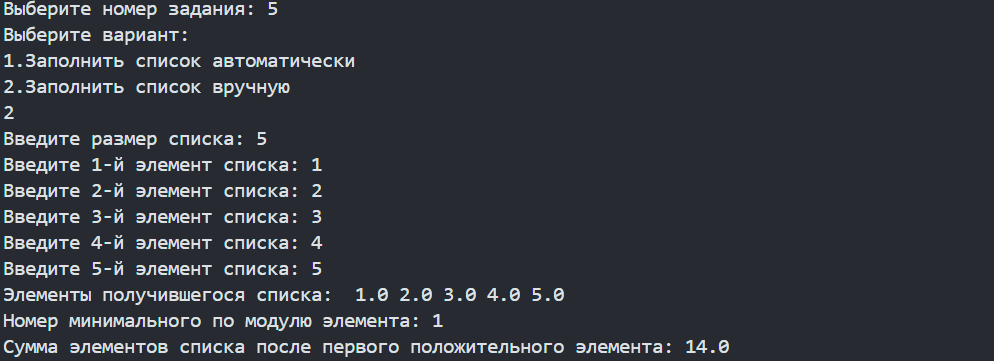 Выберите номер задания: 5
Выберите вариант:
1.Заполнить список автоматически
2.Заполнить список вручную
2
Введите размер списка: 5
Введите 1-й элемент списка: 1
Введите 2-й элемент списка: 2
Введите 3-й элемент списка: 3
Введите 4-й элемент списка: 4
Введите 5-й элемент списка: 5
Элементы получившегося списка:  1.0 2.0 3.0 4.0 5.0
Номер минимального по модулю элемента: 1
Сумма элементов списка после первого положительного элемента: 14.0